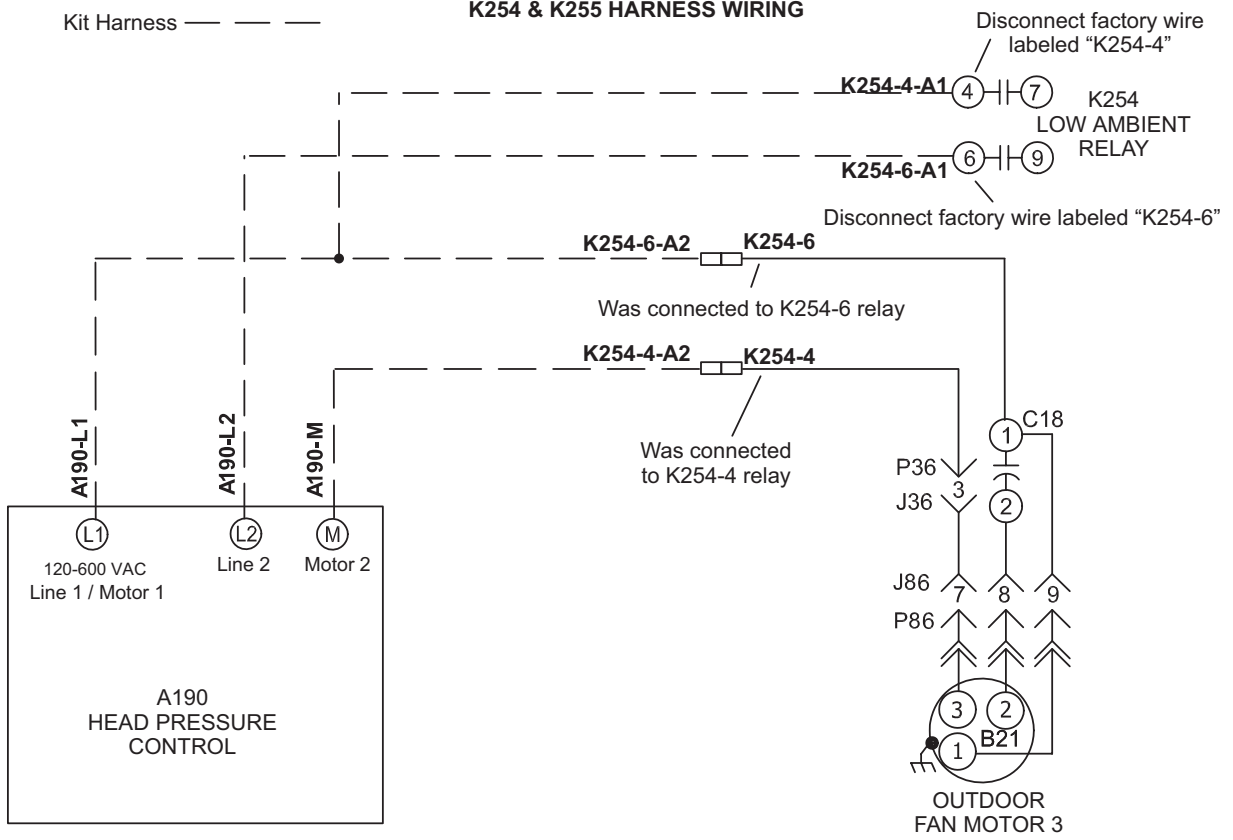 K254 & K255 HARNESS WIRING
Kit Harness
Disconnect factory wire
labeled “K254-4”
K254-4-A1
4
7
K254
LOW AMBIENT
RELAY
K254-6-A1
6
9
Disconnect factory wire labeled “K254-6”
K254-6-A2
K254-6
Was connected to K254-6 relay
K254-4-A2
K254-4
Was connected
to K254-4 relay
A190-L1
A190-L2
A190-M
L1
L2
M
120-600 VAC
Line 1 / Motor 1
Line 2
Motor 2
A190
HEAD PRESSURE
CONTROL
1
C18
2
P36
3
J36
J86
7
8
9
P86
3
2
B21
1
OUTDOOR
FAN MOTOR 3